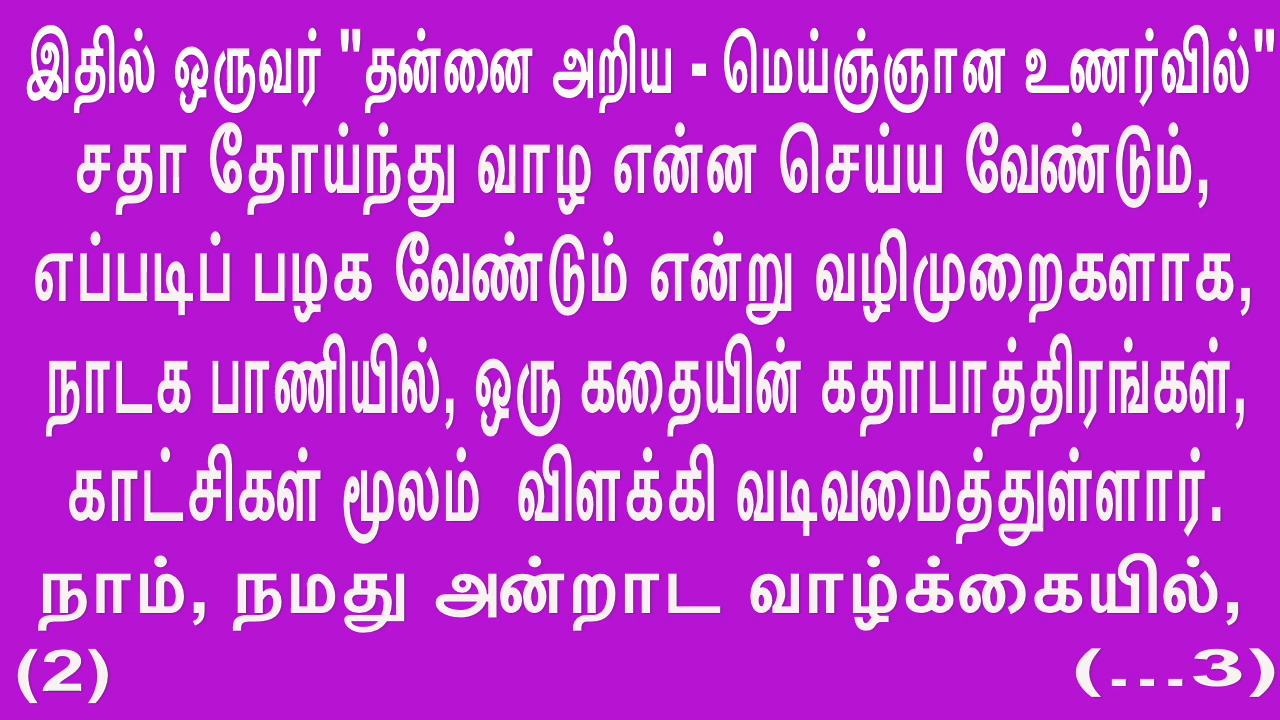 இதில் ஒருவர் "தன்னை அறிய - மெய்ஞ்ஞான உணர்வில்"
சதா தோய்ந்து வாழ என்ன செய்ய வேண்டும்,
எப்படிப் பழக வேண்டும் என்று வழிமுறைகளாக,
நாடக பாணியில், ஒரு கதையின் கதாபாத்திரங்கள்,
காட்சிகள் மூலம் விளக்கி வடிவமைத்துள்ளார்.
நாம், நமது அன்றாட வாழ்க்கையில்,
(2) (...3)